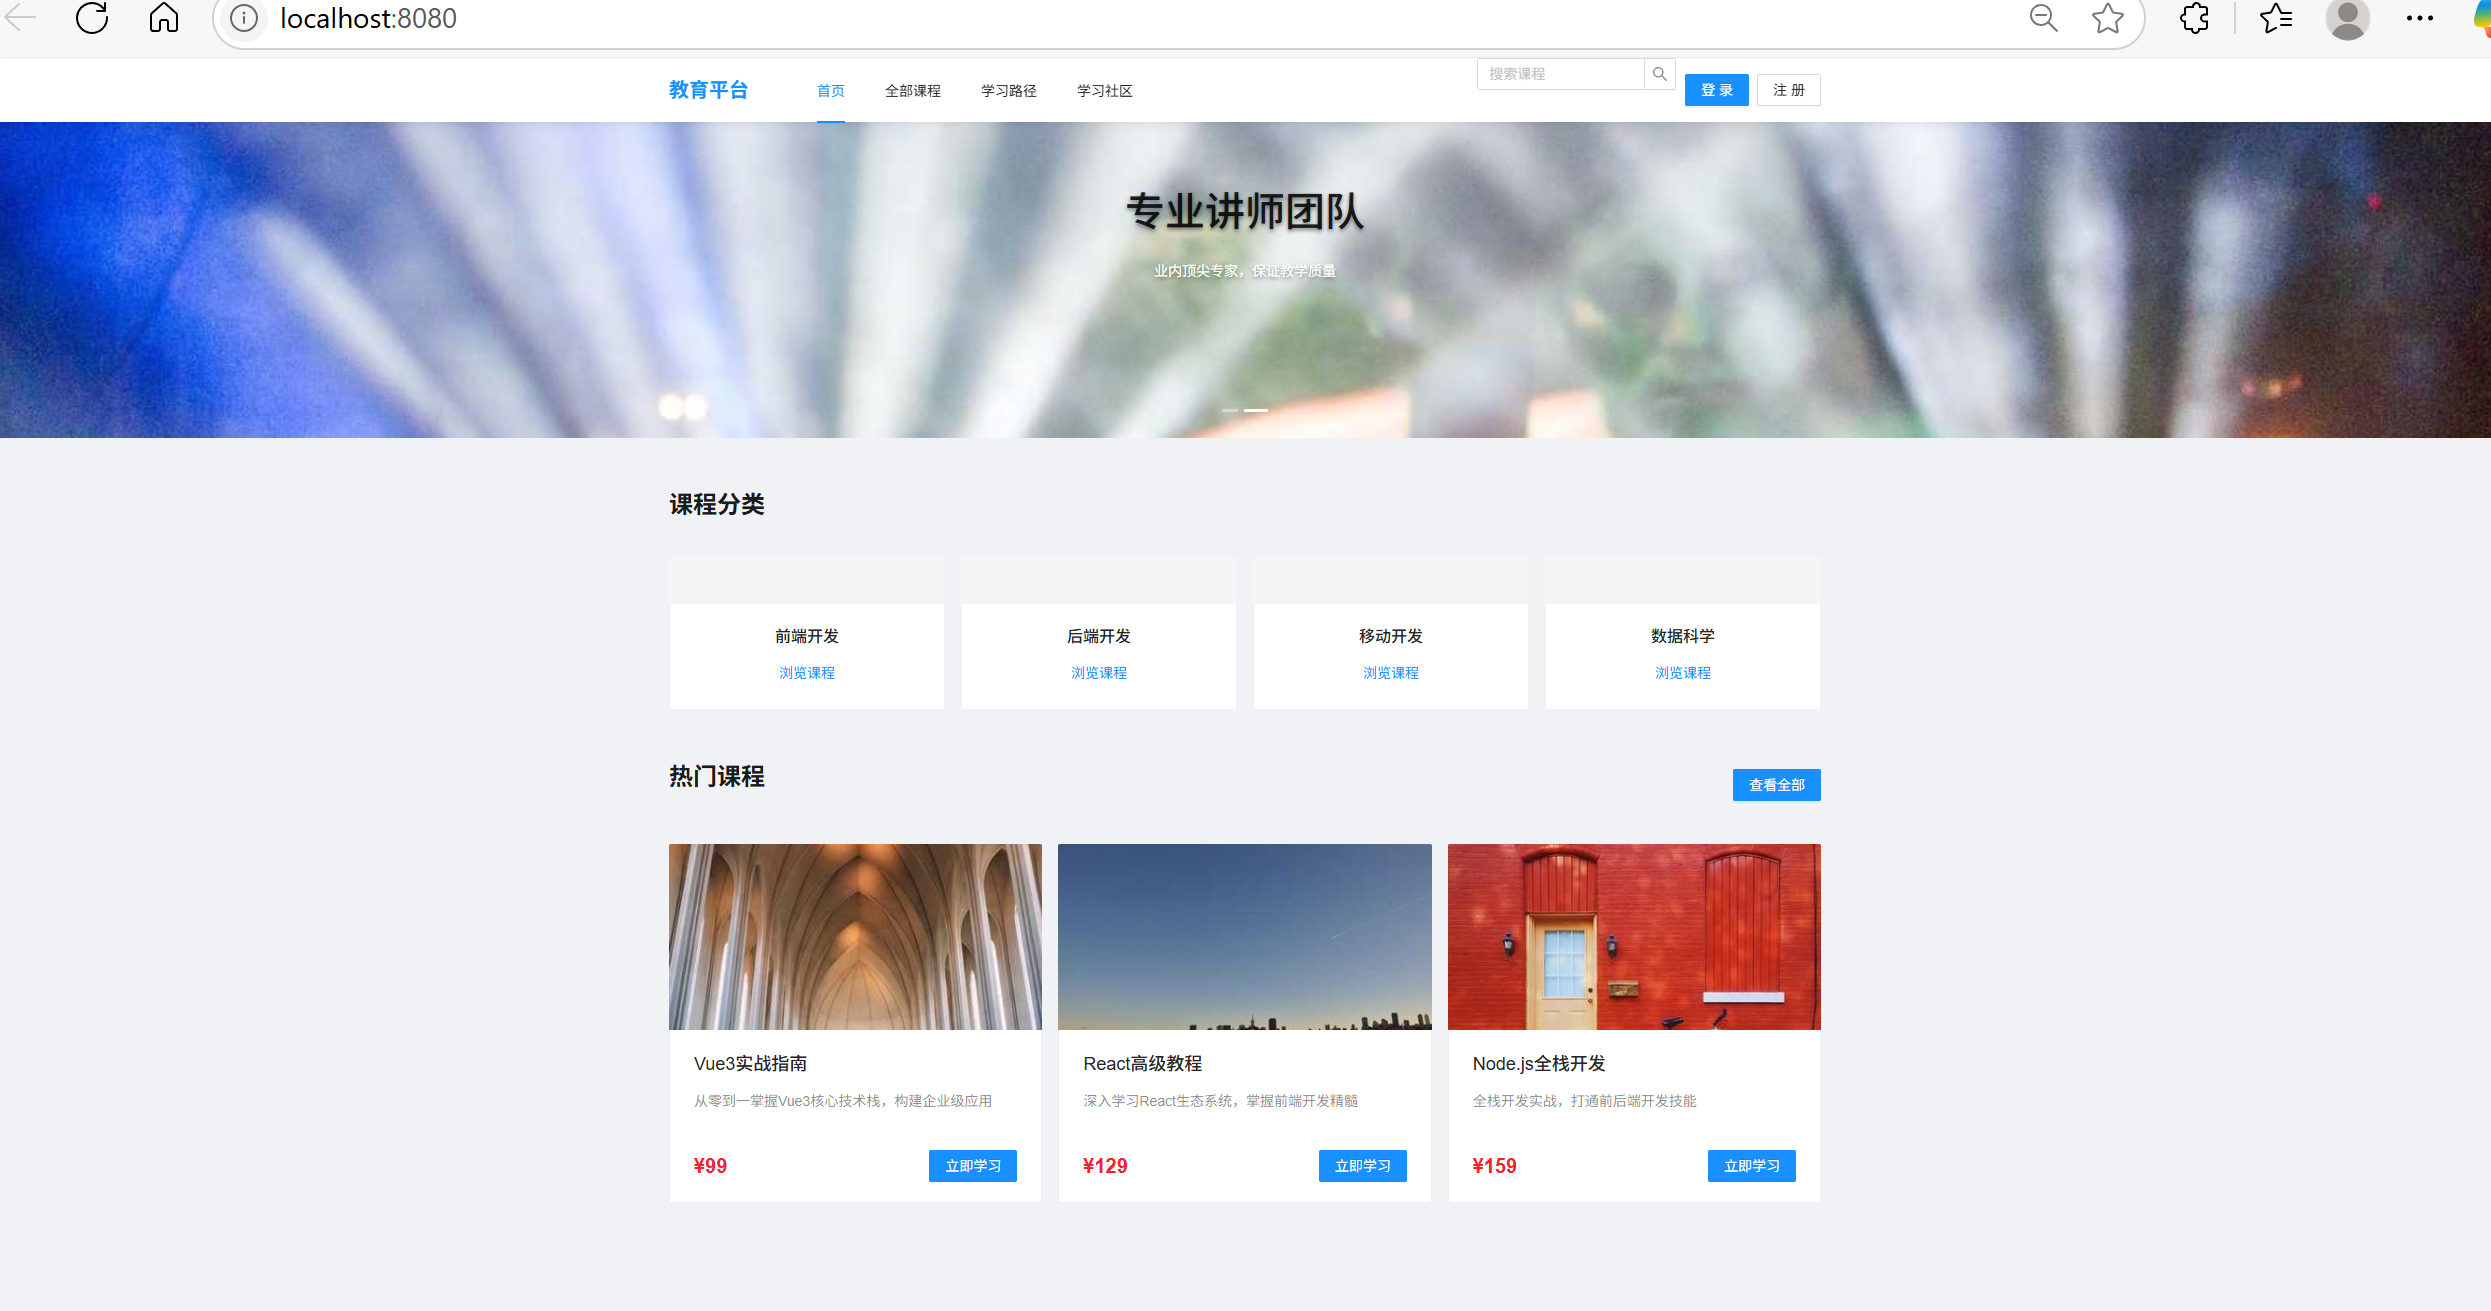 localhost:8080
教育平台 首页 全部课程 学习路径 学习社区 搜索课程 登 录 注 册
专业讲师团队
业内顶尖专家，保证教学质量
课程分类
前端开发 后端开发 移动开发 数据科学
浏览课程 浏览课程 浏览课程 浏览课程
热门课程 查看全部
Vue3实战指南 React高级教程 Node.js全栈开发
从零到一掌握Vue3核心技术栈，构建企业级应用 深入学习React生态系统，掌握前端开发精髓 全栈开发实战，打通前后端开发技能
¥99 立即学习 ¥129 立即学习 ¥159 立即学习